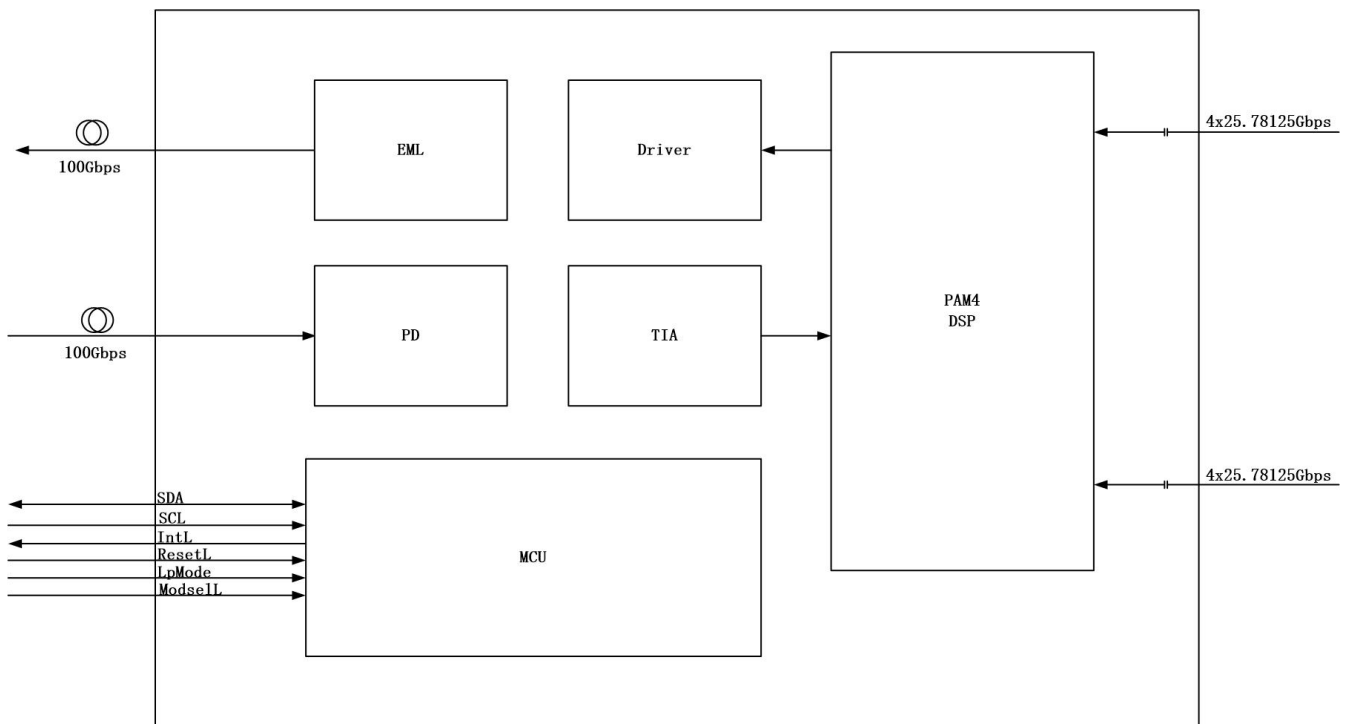 4x25.78125Gbps
EML
Driver
100Gbps
PAM4
DSP
PD
TIA
100Gbps
4x25.78125Gbps
SDA
SCL
IntL
ResetL
LpMode
ModselL
MCU